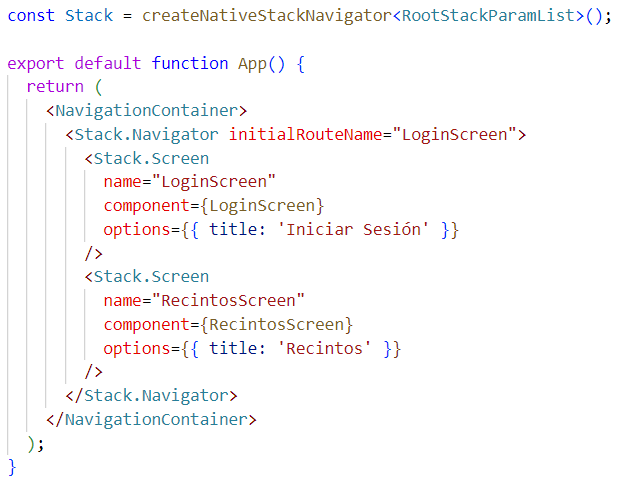 const Stack = createNativeStackNavigator<RootStackParamList>();

export default function App() {
  return (
    <NavigationContainer>
      <Stack.Navigator initialRouteName="LoginScreen">
        <Stack.Screen
          name="LoginScreen"
          component={LoginScreen}
          options={{ title: 'Iniciar Sesión' }}
        />
        <Stack.Screen
          name="RecintosScreen"
          component={RecintosScreen}
          options={{ title: 'Recintos' }}
        />
      </Stack.Navigator>
    </NavigationContainer>
  );
}